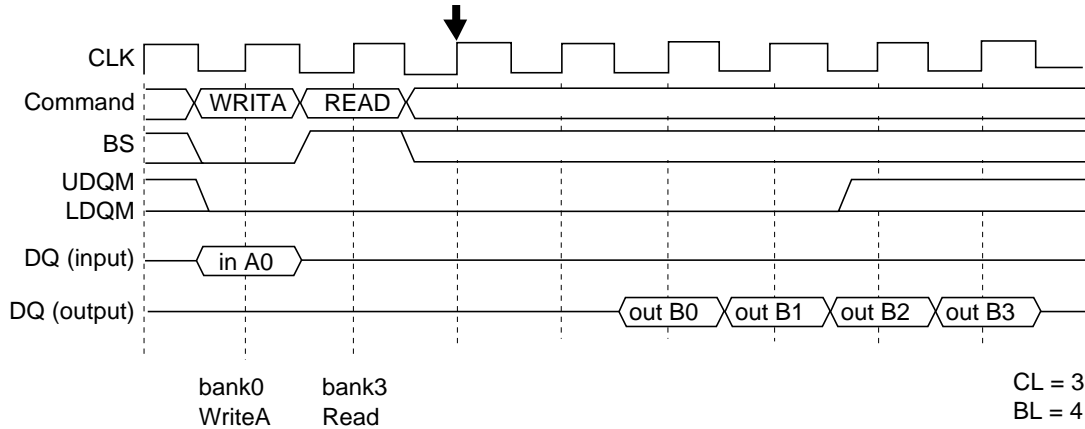 CLK
Command WRITA READ
BS
UDQM
LDQM
DQ (input) in A0
DQ (output) out B0 out B1 out B2 out B3
bank0 bank3 CL = 3
WriteA Read BL = 4